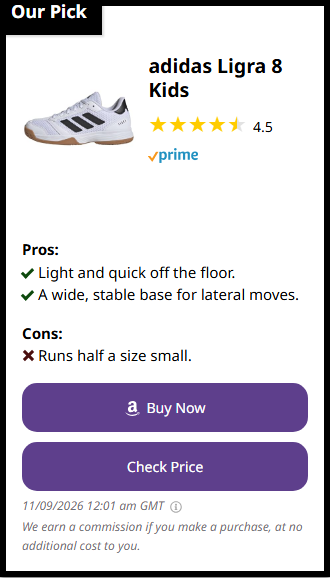 Our Pick
adidas Ligra 8
Kids
4.5
prime
Pros:
Light and quick off the floor.
A wide, stable base for lateral moves.
Cons:
Runs half a size small.
Buy Now
Check Price
11/09/2026 12:01 am GMT
We earn a commission if you make a purchase, at no
additional cost to you.